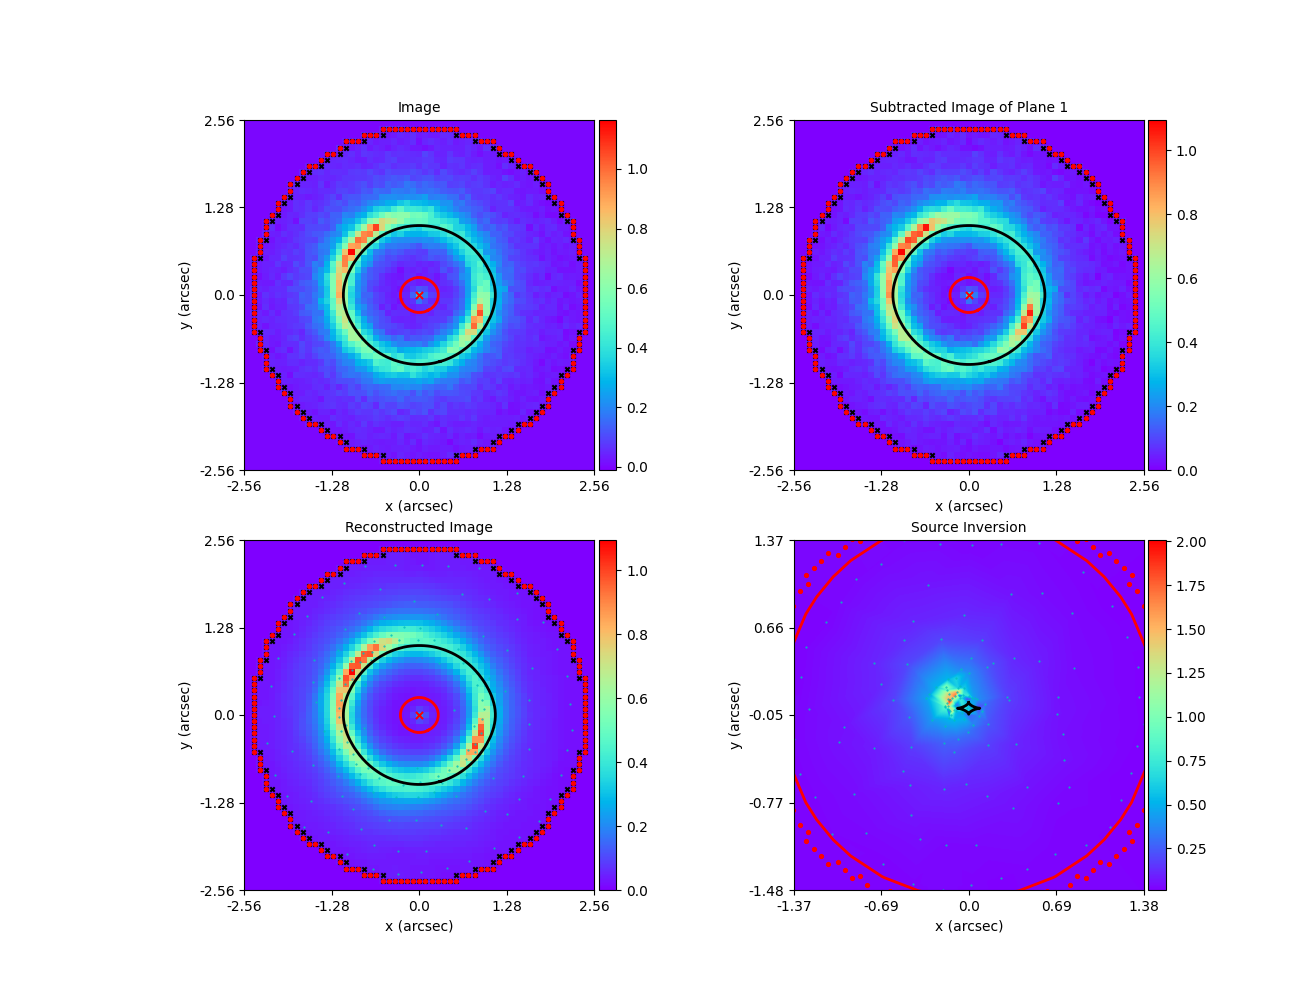 Image
Subtracted Image of Plane 1
2.56
1.28
0.0
-1.28
-2.56
y (arcsec)
-2.56 -1.28 0.0 1.28 2.56
x (arcsec)
1.0
0.8
0.6
0.4
0.2
0.0
2.56
1.28
0.0
-1.28
-2.56
y (arcsec)
-2.56 -1.28 0.0 1.28 2.56
x (arcsec)
1.0
0.8
0.6
0.4
0.2
0.0
Reconstructed Image
Source Inversion
2.56
1.28
0.0
-1.28
-2.56
y (arcsec)
-2.56 -1.28 0.0 1.28 2.56
x (arcsec)
1.0
0.8
0.6
0.4
0.2
0.0
1.37
0.66
-0.05
-0.77
-1.48
y (arcsec)
-1.37 -0.69 0.0 0.69 1.38
x (arcsec)
2.00
1.75
1.50
1.25
1.00
0.75
0.50
0.25